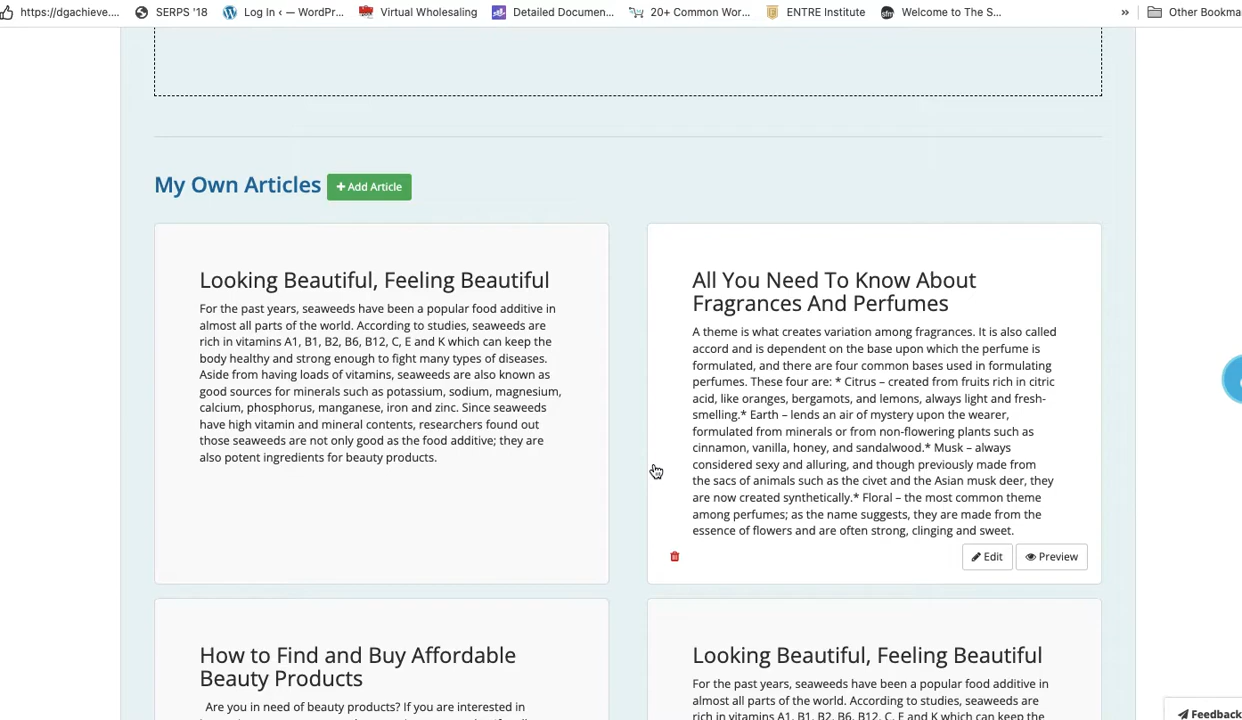 https://dgachieve....
SERPS '18
Log In ‹ — WordPr...
Virtual Wholesaling
Detailed Documen...
20+ Common Wor...
ENTRE Institute
Welcome to The S...
»
Other Bookma
My Own Articles
+ Add Article
Looking Beautiful, Feeling Beautiful
For the past years, seaweeds have been a popular food additive in
almost all parts of the world. According to studies, seaweeds are
rich in vitamins A1, B1, B2, B6, B12, C, E and K which can keep the
body healthy and strong enough to fight many types of diseases.
Aside from having loads of vitamins, seaweeds are also known as
good sources for minerals such as potassium, sodium, magnesium,
calcium, phosphorus, manganese, iron and zinc. Since seaweeds
have high vitamin and mineral contents, researchers found out
those seaweeds are not only good as the food additive; they are
also potent ingredients for beauty products.
All You Need To Know About
Fragrances And Perfumes
A theme is what creates variation among fragrances. It is also called
accord and is dependent on the base upon which the perfume is
formulated, and there are four common bases used in formulating
perfumes. These four are: * Citrus – created from fruits rich in citric
acid, like oranges, bergamots, and lemons, always light and fresh-
smelling.* Earth – lends an air of mystery upon the wearer,
formulated from minerals or from non-flowering plants such as
cinnamon, vanilla, honey, and sandalwood.* Musk – always
considered sexy and alluring, and though previously made from
the sacs of animals such as the civet and the Asian musk deer, they
are now created synthetically.* Floral – the most common theme
among perfumes; as the name suggests, they are made from the
essence of flowers and are often strong, clinging and sweet.
Edit
Preview
How to Find and Buy Affordable
Beauty Products
Are you in need of beauty products? If you are interested in
Looking Beautiful, Feeling Beautiful
For the past years, seaweeds have been a popular food additive in
almost all parts of the world. According to studies, seaweeds are
rich in vitamins A1, B1, B2, B6, B12, C, E and K which can keep the
Feedback